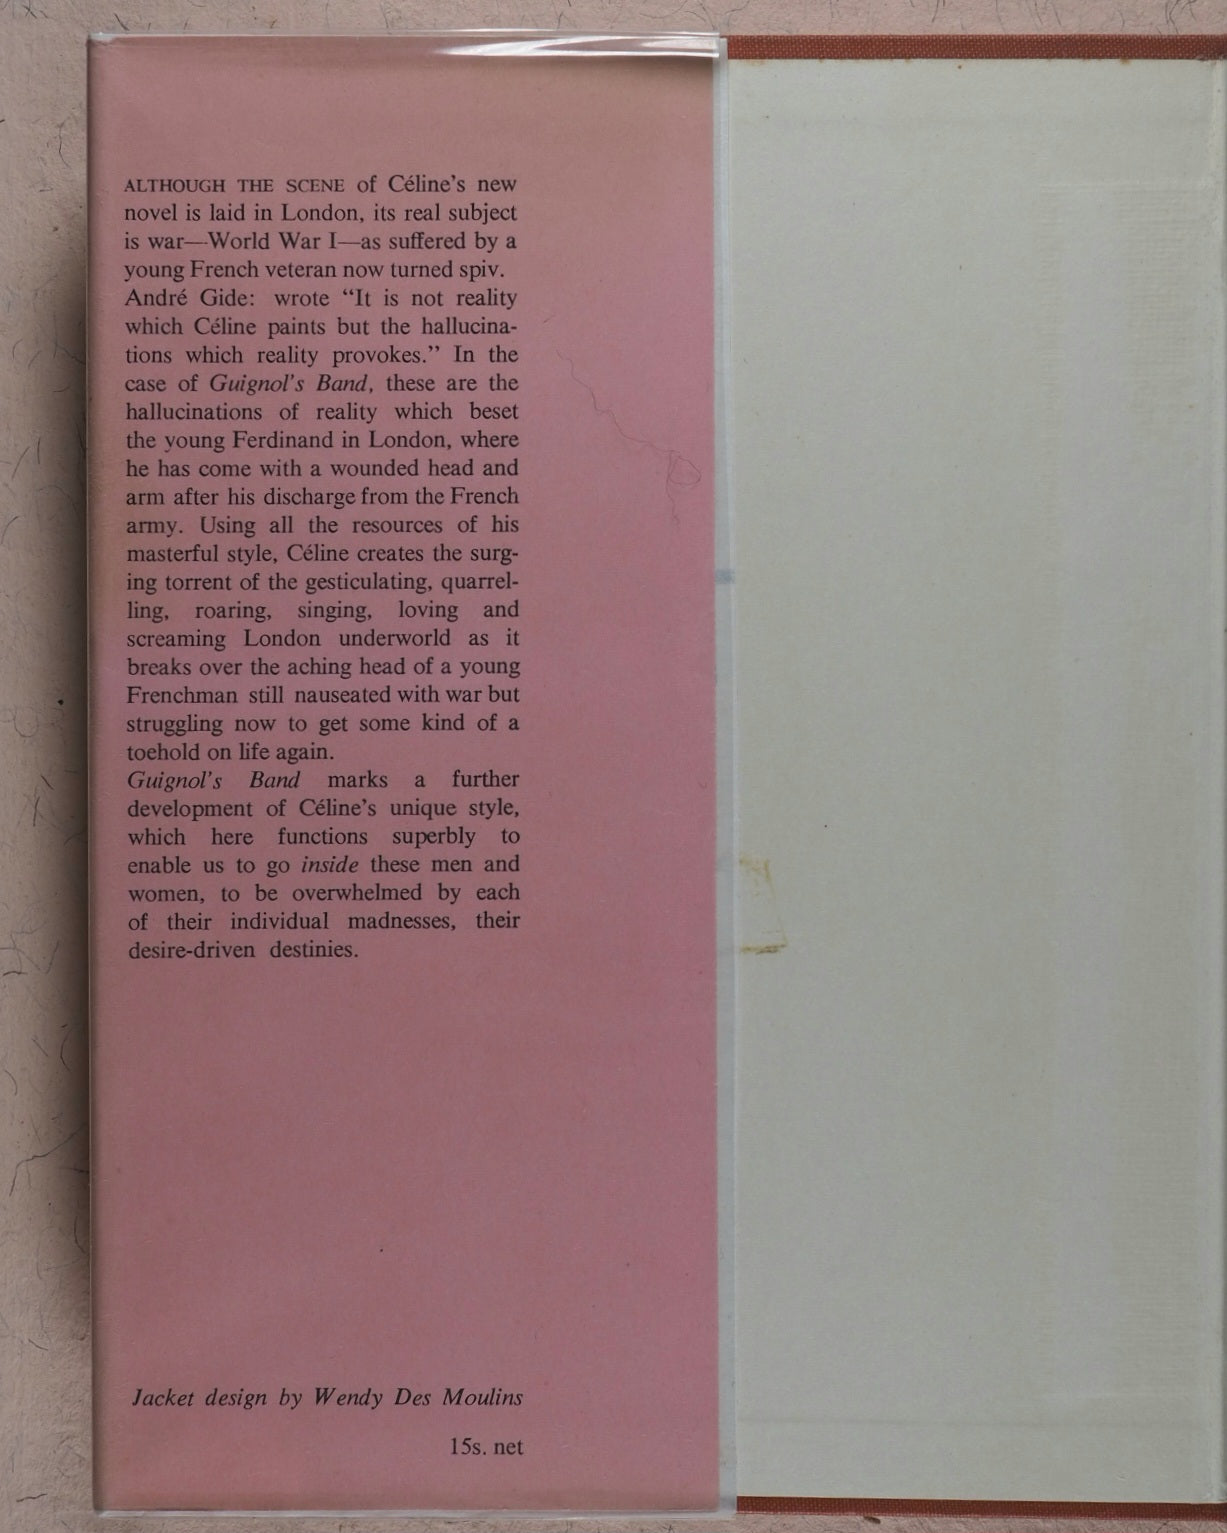 ALTHOUGH THE SCENE of Céline's new
novel is laid in London, its real subject
is war—World War I—as suffered by a
young French veteran now turned spiv.
André Gide: wrote “It is not reality
which Céline paints but the hallucina-
tions which reality provokes.” In the
case of Guignol's Band, these are the
hallucinations of reality which beset
the young Ferdinand in London, where
he has come with a wounded head and
arm after his discharge from the French
army. Using all the resources of his
masterful style, Céline creates the surg-
ing torrent of the gesticulating, quarrel-
ling, roaring, singing, loving and
screaming London underworld as it
breaks over the aching head of a young
Frenchman still nauseated with war but
struggling now to get some kind of a
toehold on life again.
Guignol's Band marks a further
development of Céline's unique style,
which here functions superbly to
enable us to go inside these men and
women, to be overwhelmed by each
of their individual madnesses, their
desire-driven destinies.
Jacket design by Wendy Des Moulins
15s. net